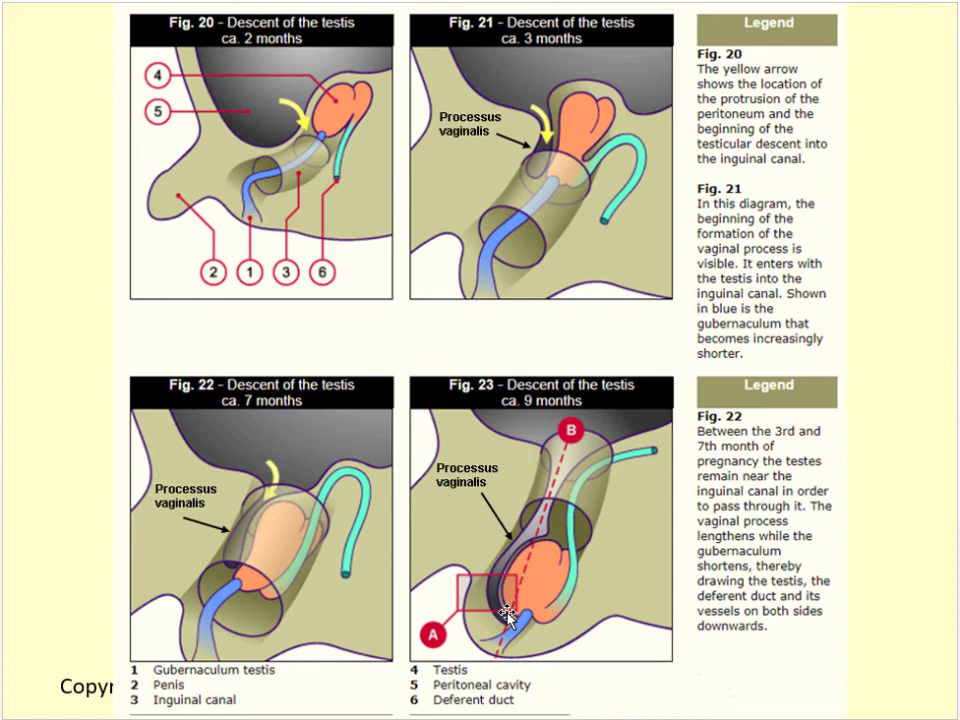 Fig. 20 - Descent of the testis
ca. 2 months
4
5
2
1
3
6
Fig. 21 - Descent of the testis
ca. 3 months
Processus
vaginalis
Legend
Fig. 20
The yellow arrow
shows the location of
the protrusion of the
peritoneum and the
beginning of the
testicular descent into
the inguinal canal.
Fig. 21
In this diagram, the
beginning of the
formation of the
vaginal process is
visible. It enters with
the testis into the
inguinal canal. Shown
in blue is the
gubernaculum that
becomes increasingly
shorter.
Fig. 22 - Descent of the testis
ca. 7 months
Processus
vaginalis
Fig. 23 - Descent of the testis
ca. 9 months
B
Processus
vaginalis
A
Legend
Fig. 22
Between the 3rd and
7th month of
pregnancy the testes
remain near the
inguinal canal in order
to pass through it. The
vaginal process
lengthens while the
gubernaculum
shortens, thereby
drawing the testis, the
deferent duct and its
vessels on both sides
downwards.
1 Gubernaculum testis
2 Penis
3 Inguinal canal
4 Testis
5 Peritoneal cavity
6 Deferent duct